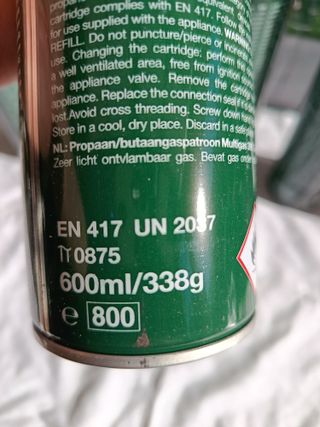 cartridge complies with EN 417. Follow
for use supplied with the appliance. WARNING
REFILL. Do not puncture/pierce or incinerate
use. Changing the cartridge: perform
a well ventilated area, free from ignition
the appliance valve. Remove the cartridge
appliance. Replace the connection seal if
lost. Avoid cross threading. Screw down
Store in a cool, dry place. Discard in a safe
NL: Propaan/butaangaspatroon Multigas
Zeer licht ontvlambaar gas. Bevat gas onder
EN 417 UN 2037
π 0875
600ml/338g
e 800